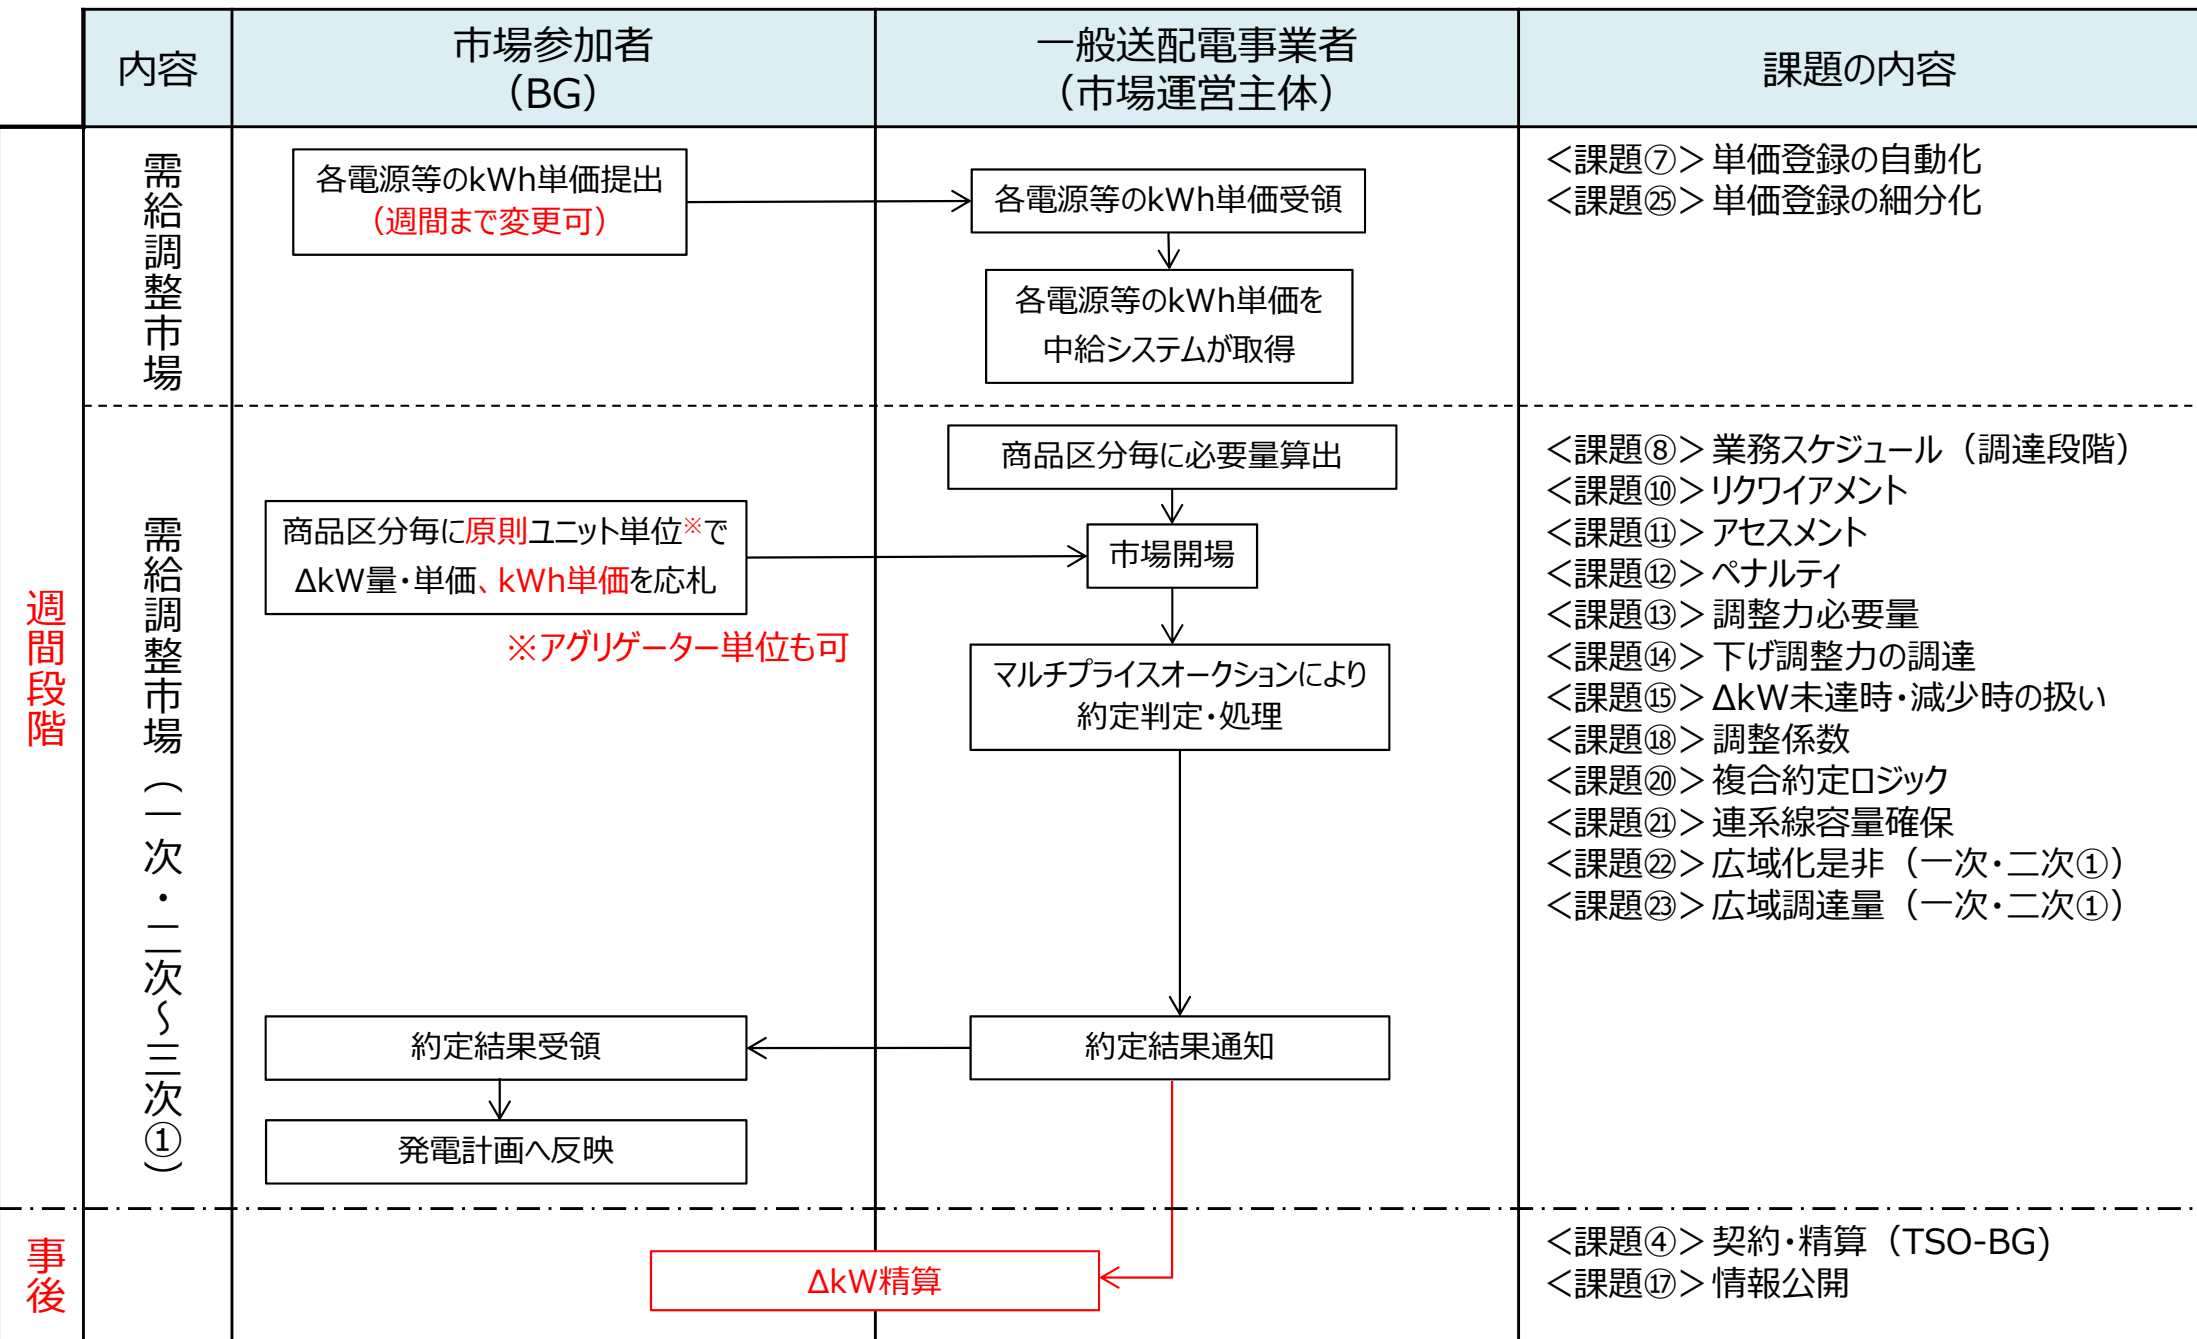 内容
市場参加者
（BG）
一般送配電事業者
（市場運営主体）
課題の内容
週間段階
需給調整市場
各電源等のkWh単価提出
（週間まで変更可）
各電源等のkWh単価受領
各電源等のkWh単価を
中給システムが取得
＜課題⑦＞単価登録の自動化
＜課題㉕＞単価登録の細分化
需給調整市場（一次・二次～三次①）
商品区分毎に必要量算出
商品区分毎に原則ユニット単位※で
ΔkW量・単価、kWh単価を応札
※アグリゲーター単位も可
市場開場
マルチプライスオークションにより
約定判定・処理
約定結果通知
約定結果受領
発電計画へ反映
＜課題⑧＞業務スケジュール（調達段階）
＜課題⑩＞リクワイアメント
＜課題⑪＞アセスメント
＜課題⑫＞ペナルティ
＜課題⑬＞調整力必要量
＜課題⑭＞下げ調整力の調達
＜課題⑮＞ΔkW未達時・減少時の扱い
＜課題⑱＞調整係数
＜課題⑳＞複合約定ロジック
＜課題㉑＞連系線容量確保
＜課題㉒＞広域化是非（一次・二次①）
＜課題㉓＞広域調達量（一次・二次①）
事後
ΔkW精算
＜課題④＞契約・精算（TSO-BG)
＜課題⑰＞情報公開